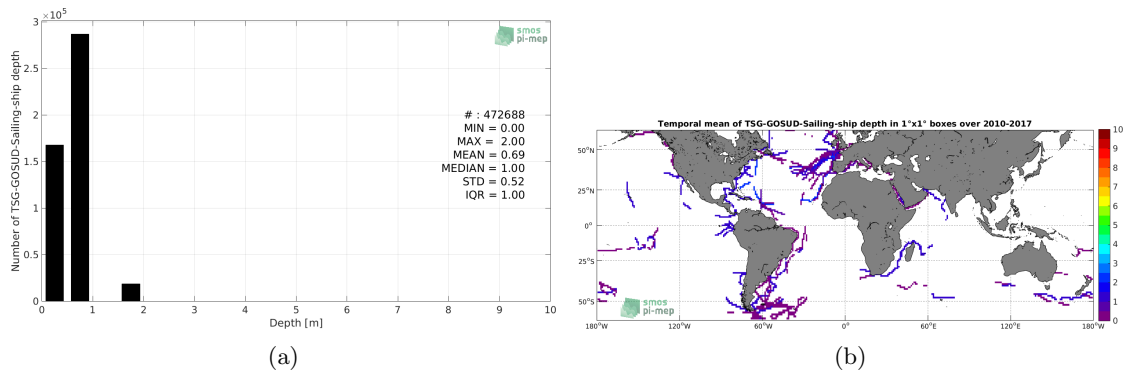 3 ×10⁵
2.5
2
1.5
1
0.5
0
Number of TSG-GOSUD-Sailing-ship depth
smos
pi-mep
# : 472688
MIN = 0.00
MAX = 2.00
MEAN = 0.69
MEDIAN = 1.00
STD = 0.52
IQR = 1.00
0 1 2 3 4 5 6 7 8 9 10
Depth [m]
(a)
Temporal mean of TSG-GOSUD-Sailing-ship depth in 1°x1° boxes over 2010-2017
50°N
25°N
0°
25°S
50°S
180°W 120°W 60°W 0° 60°E 120°E 180°W
smos
pi-mep
10
9
8
7
6
5
4
3
2
1
0
(b)